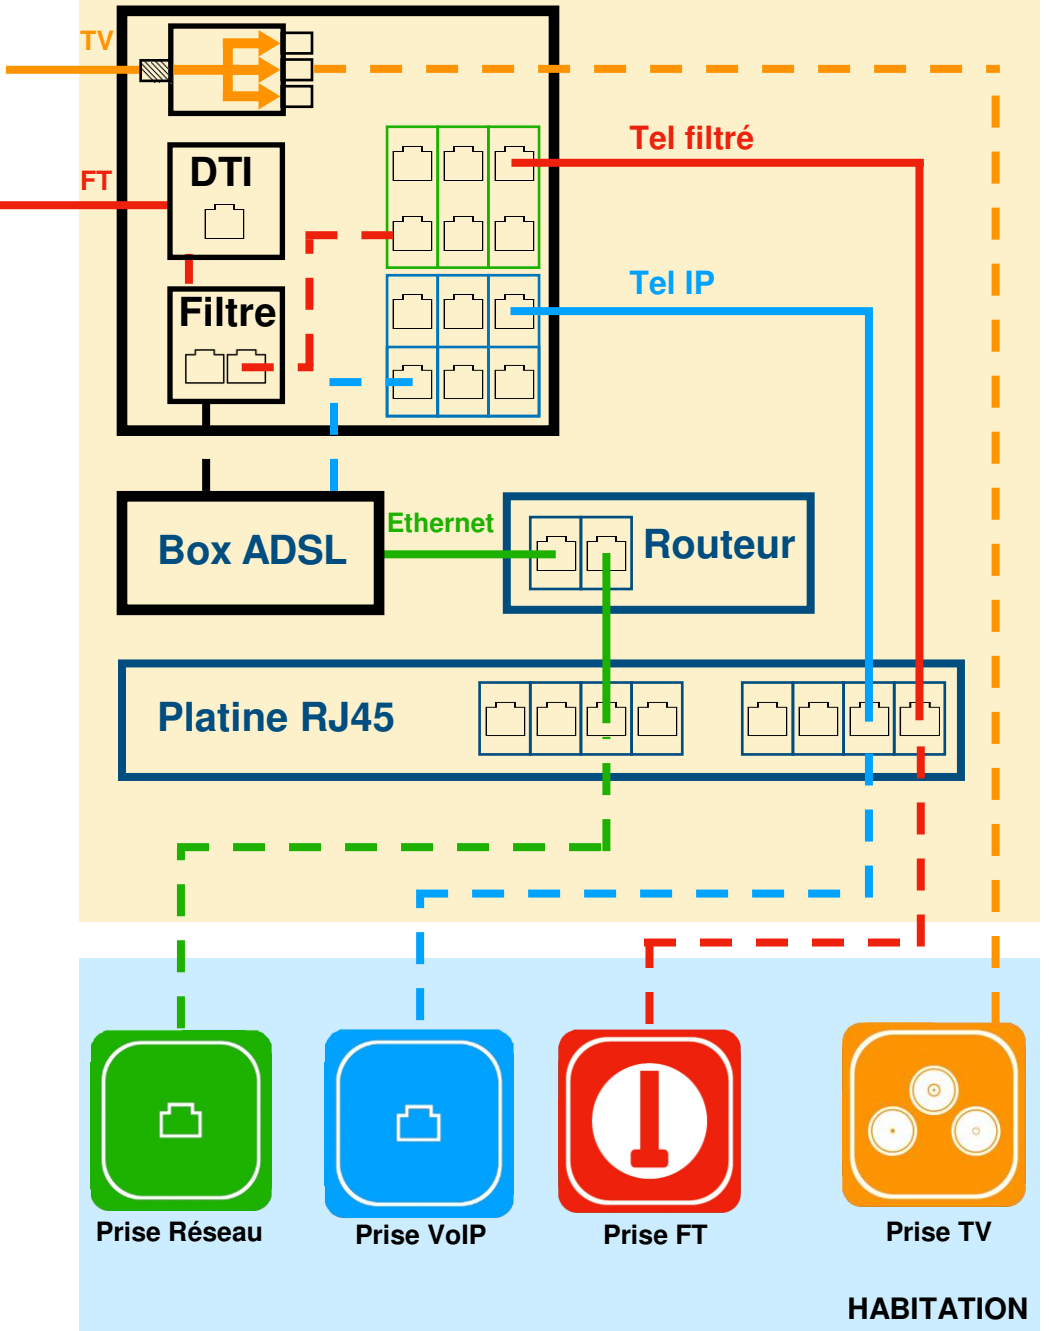 TV
Tel filtré
DTI
FT
Tel IP
Filtre
Ethernet
Box ADSL
Routeur
Platine RJ45
Prise Réseau
Prise VoIP
Prise FT
Prise TV
HABITATION